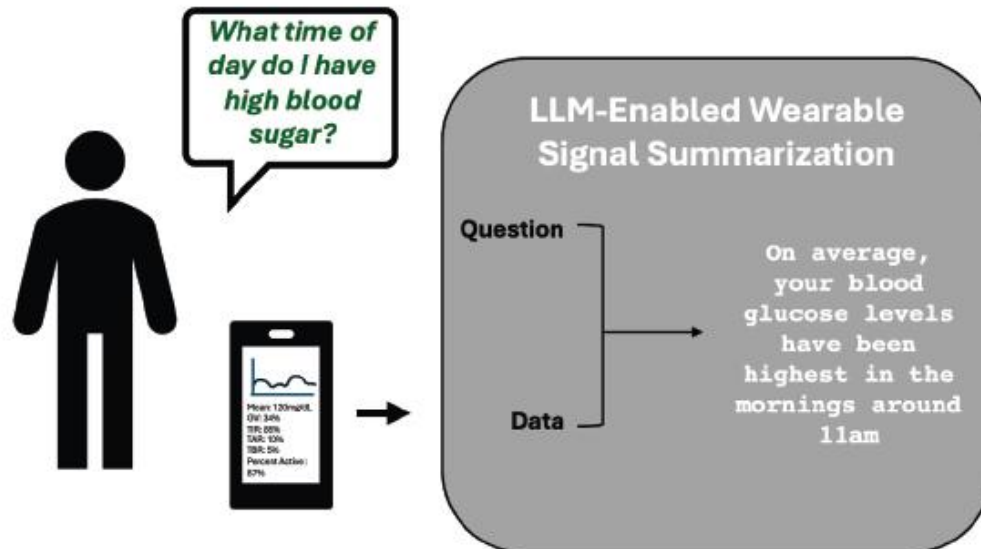 What time of
day do I have
high blood
sugar?
LLM-Enabled Wearable
Signal Summarization
Question
Data
On average,
your blood
glucose levels
have been
highest in the
mornings around
11am
Mean: 120mg/dL
GV: 34%
TIR: 85%
TAR: 10%
TBR: 5%
Percent Active:
87%